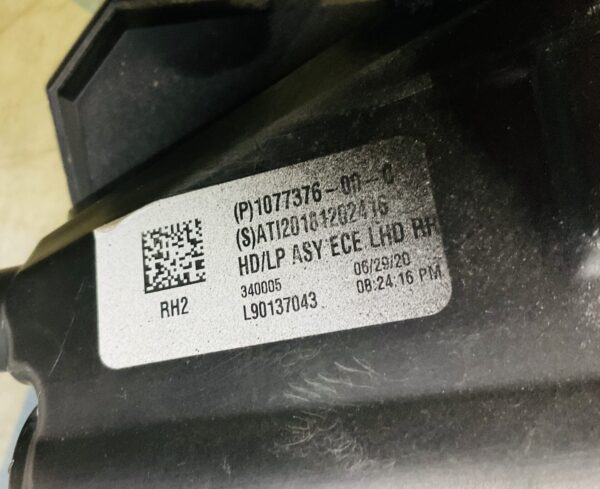 (P)1077376-00-C
(S)ATI20181202416
HD/LP ASY ECE LHD RH
340005
06/29/20
L90137043
08:24:16 PM
RH2